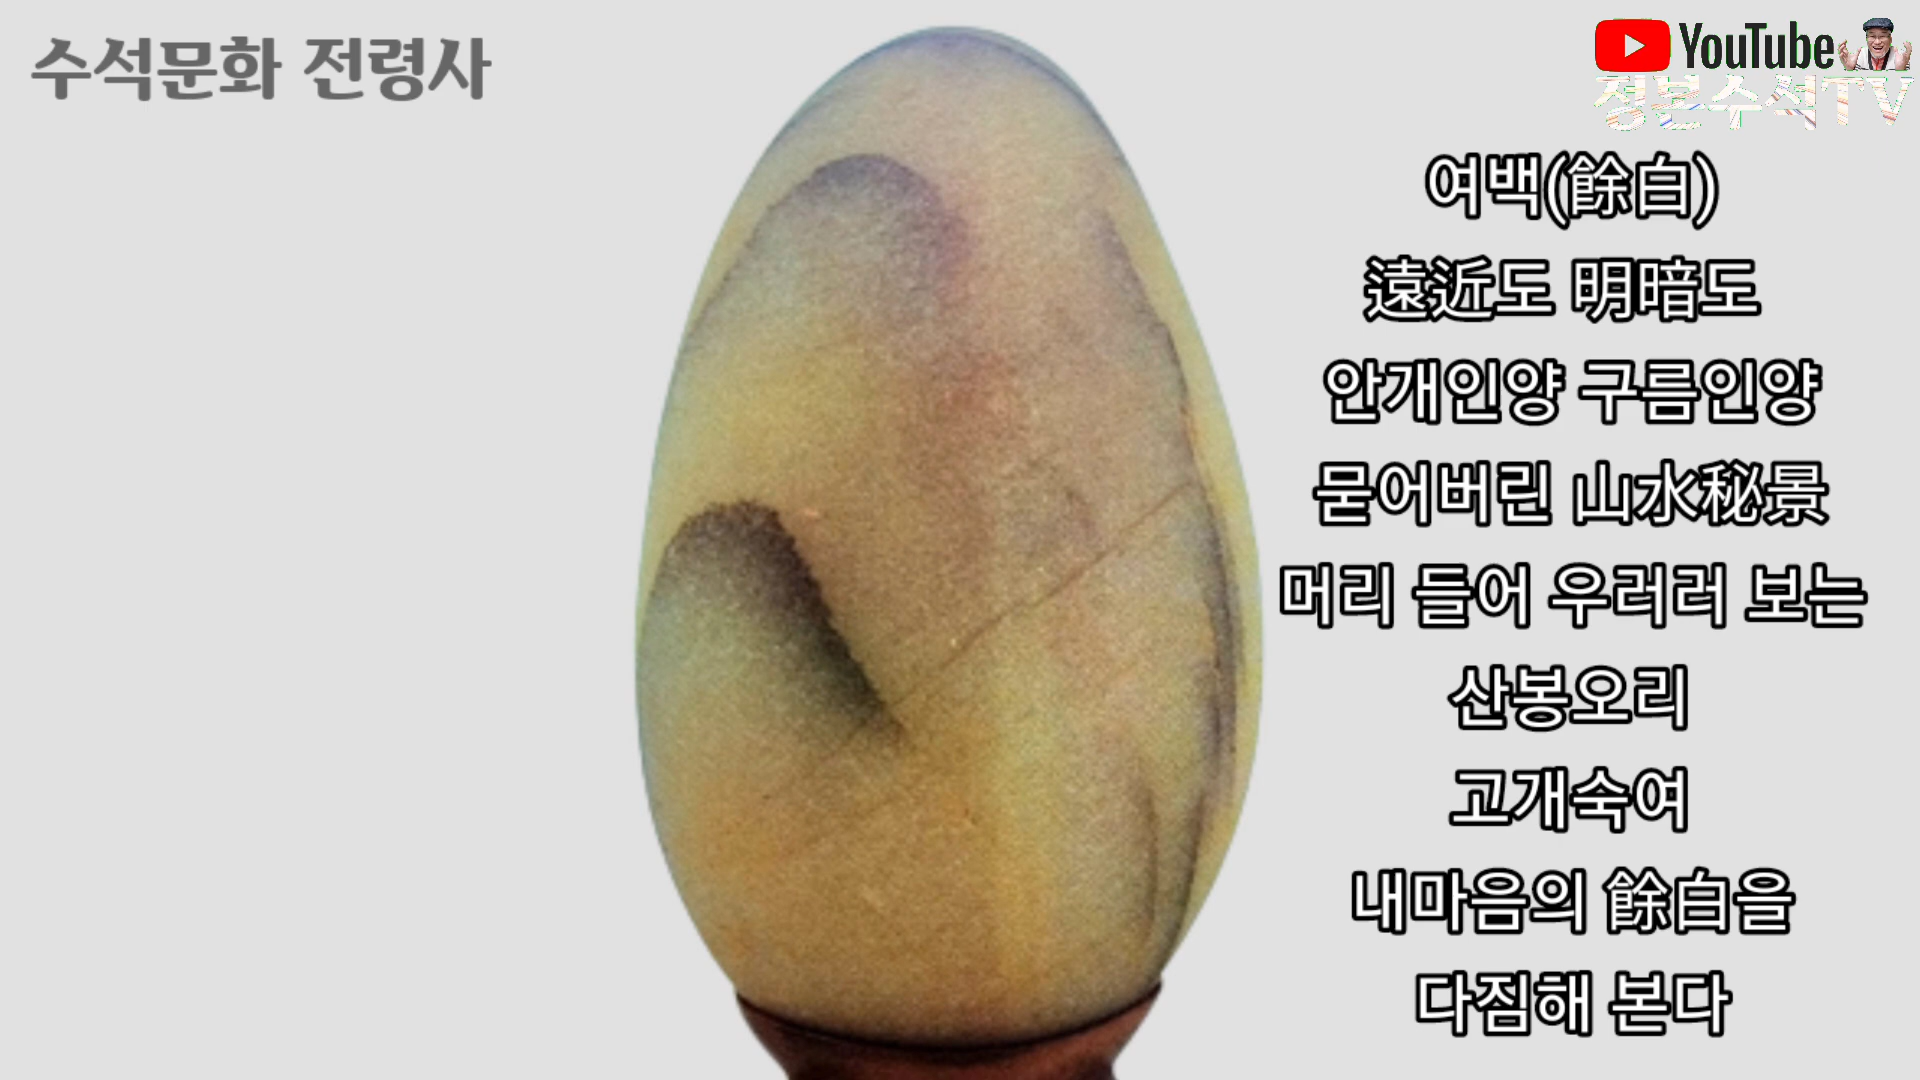 수석문화 전령사
YouTube
정본수석TV
여백(餘白)
遠近도 明暗도
안개인양 구름인양
묻어버린 山水秘景
머리 들어 우러러 보는
산봉오리
고개숙여
내마음의 餘白을
다짐해 본다